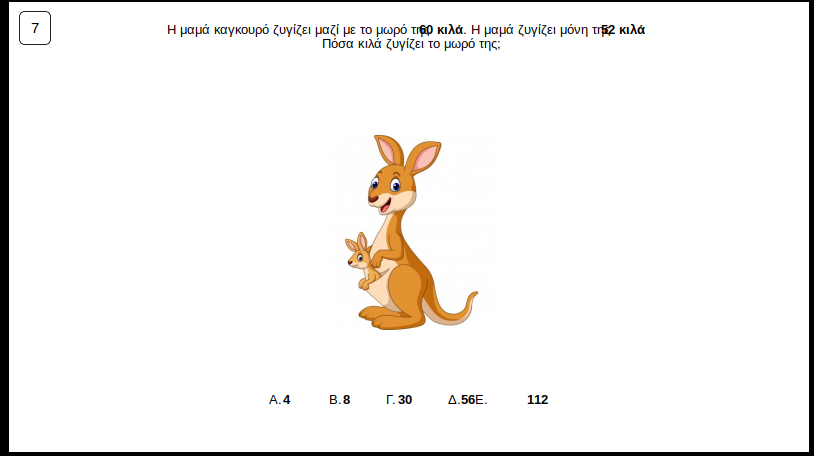 7
Η μαμά καγκουρό ζυγίζει μαζί με το μωρό της 60 κιλά. Η μαμά ζυγίζει μόνη της 52 κιλά
Πόσα κιλά ζυγίζει το μωρό της;
Α. 4 Β. 8 Γ. 30 Δ. 56 Ε. 112